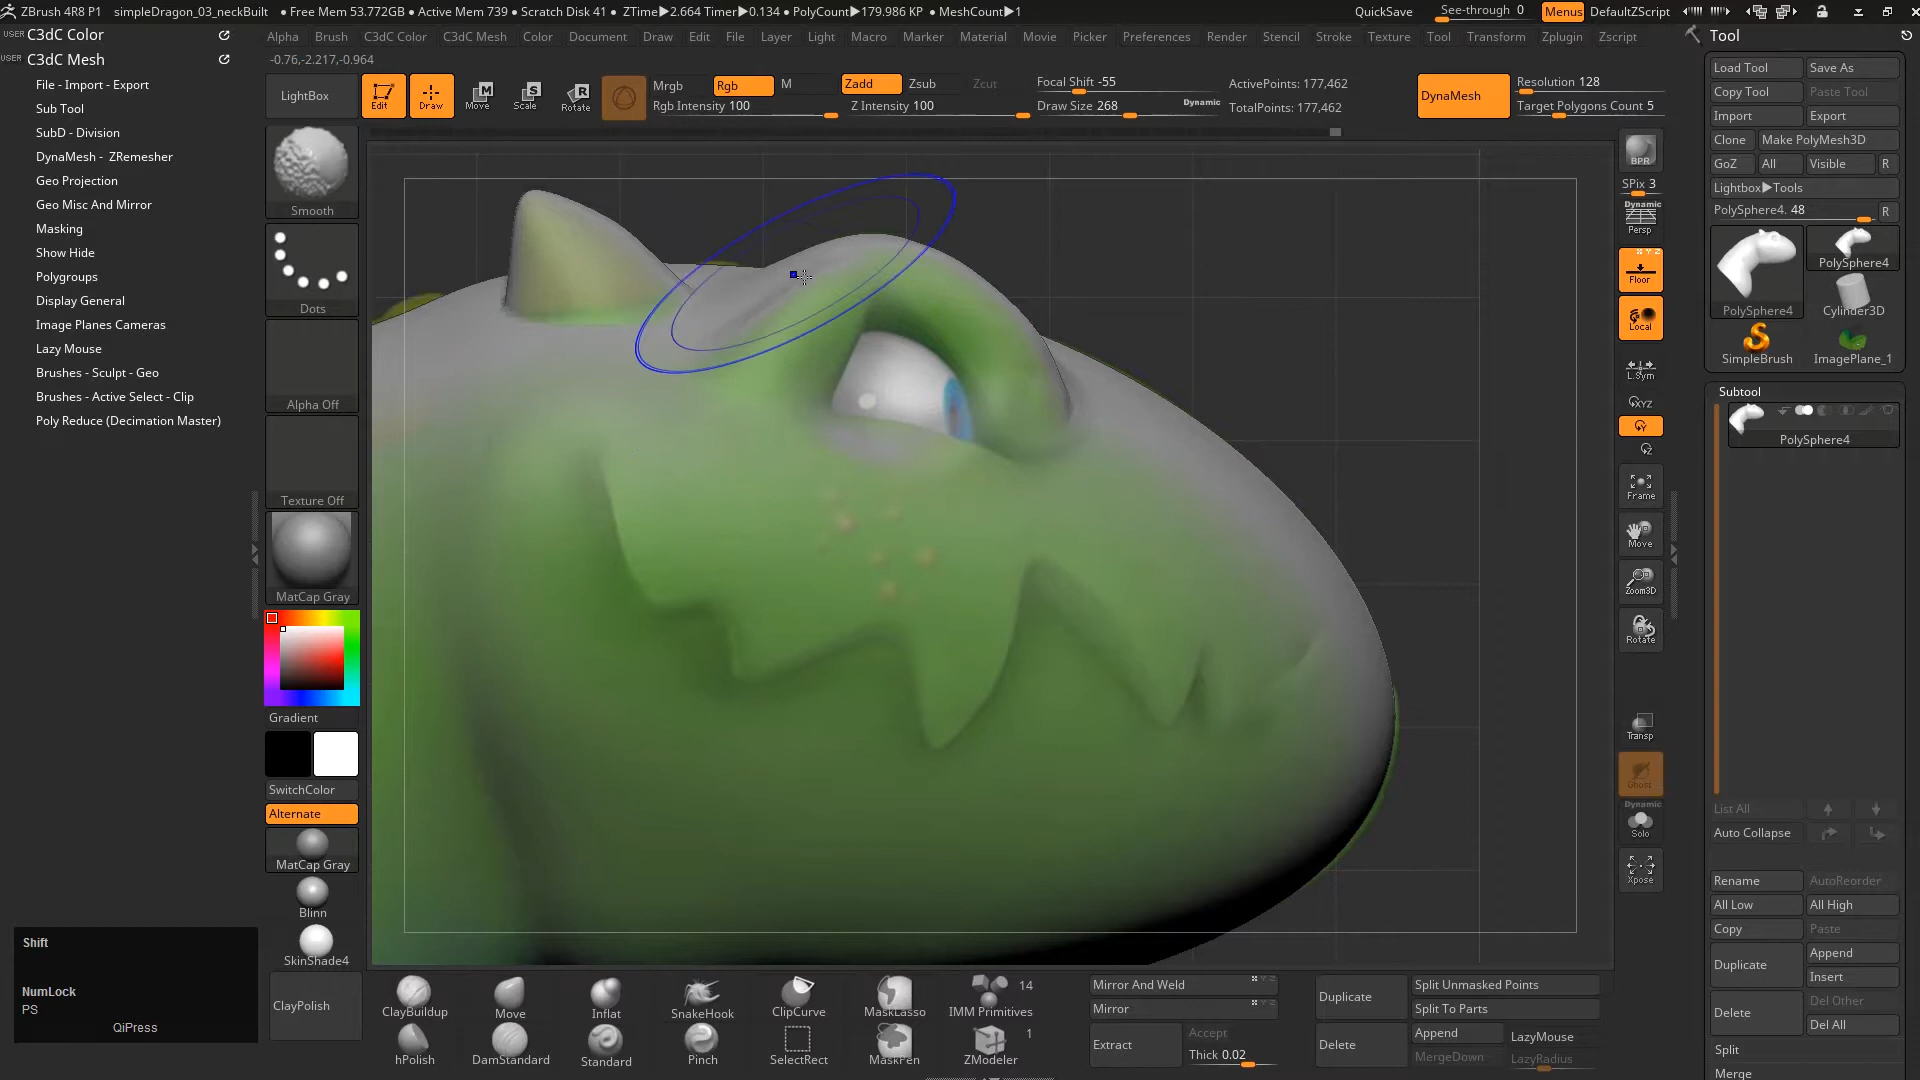 ZBrush 4R8 P1 simpleDragon_03_neckBuilt • Free Mem 53.772GB • Active Mem 739 • Scratch Disk 41 • ZTime▶2.664 Timer▶0.134 • PolyCount▶179.986 KP • MeshCount▶1 QuickSave See-through 0 Menus DefaultZScript
USER C3dC Color
Alpha Brush C3dC Color C3dC Mesh Color Document Draw Edit File Layer Light Macro Marker Material Movie Picker Preferences Render Stencil Stroke Texture Tool Transform Zplugin Zscript
USER C3dC Mesh
File - Import - Export
Sub Tool
SubD - Division
DynaMesh - ZRemesher
Geo Projection
Geo Misc And Mirror
Masking
Show Hide
Polygroups
Display General
Image Planes Cameras
Lazy Mouse
Brushes - Sculpt - Geo
Brushes - Active Select - Clip
Poly Reduce (Decimation Master)
-0.76,-2.217,-0.964
LightBox
Edit
Draw
Move
Scale
Rotate
Mrgb Rgb M
Rgb Intensity 100
Zadd Zsub Zcut
Z Intensity 100
Focal Shift -55
Draw Size 268 Dynamic
ActivePoints: 177,462
TotalPoints: 177,462
DynaMesh
Resolution 128
Target Polygons Count 5
Smooth
Dots
Alpha Off
Texture Off
MatCap Gray
Gradient
SwitchColor
Alternate
MatCap Gray
Blinn
SkinShade4
ClayPolish
Shift
NumLock
PS
QiPress
ClayBuildup
Move
Inflat
SnakeHook
ClipCurve
MaskLasso
IMM Primitives
14
hPolish
DamStandard
Standard
Pinch
SelectRect
MaskPen
ZModeler
1
Mirror And Weld
Mirror
Extract
Accept
Thick 0.02
Duplicate
Delete
Split Unmasked Points
Split To Parts
Append
MergeDown
LazyMouse
LazyRadius
BPR
SPix 3
Dynamic
Persp
Floor
Local
L.Sym
XYZ
Y
Z
Frame
Move
Zoom3D
Rotate
Transp
Ghost
Dynamic
Solo
Xpose
Tool
Load Tool Save As
Copy Tool Paste Tool
Import Export
Clone Make PolyMesh3D
GoZ All Visible R
Lightbox▶Tools
PolySphere4. 48 R
PolySphere4
PolySphere4
Cylinder3D
SimpleBrush
ImagePlane_1
Subtool
PolySphere4
List All
Auto Collapse
Rename AutoReorder
All Low All High
Copy Paste
Duplicate Append
Insert
Delete Del Other
Del All
Split
Merge